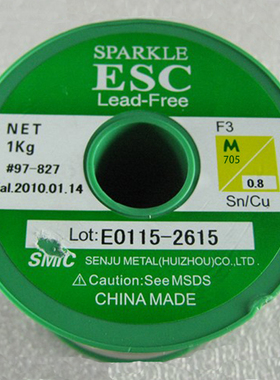 SPARKLE
ESC
Lead-Free
NET
1Kg
#97-827
al.2010.01.14
F3
M
705
0.8
Sn/Cu
Lot:E0115-2615
SMIC SENJU METAL(HUIZHOU)CO.,LTD.
⚠Caution:See MSDS
CHINA MADE